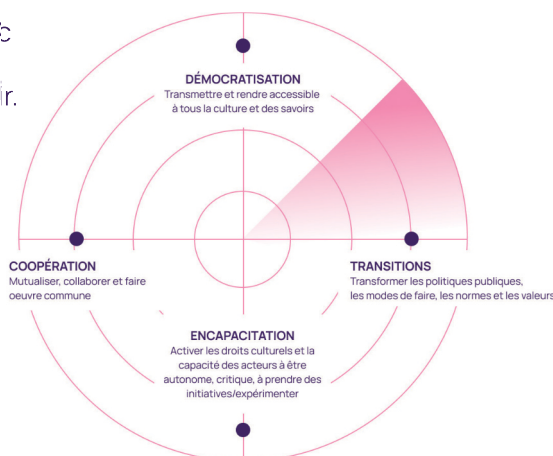 DÉMOCRATISATION
Transmettre et rendre accessible
à tous la culture et des savoirs
COOPÉRATION
Mutualiser, collaborer et faire
oeuvre commune
TRANSITIONS
Transformer les politiques publiques,
les modes de faire, les normes et les valeurs
ENCAPACITATION
Activer les droits culturels et la
capacité des acteurs à être
autonome, critique, à prendre des
initiatives/expérimenter